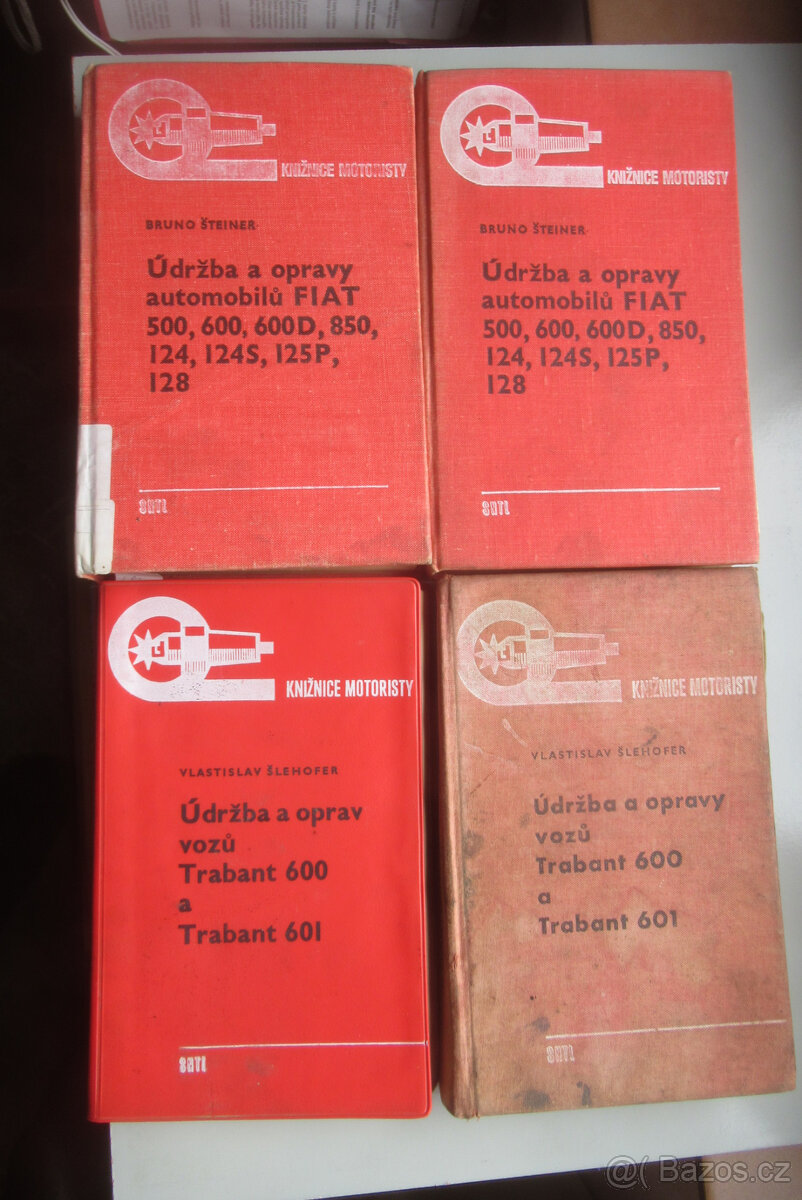 KNIŽNICE MOTORISTY
BRUNO ŠTEINER
Údržba a opravy
automobilů FIAT
500, 600, 600D, 850,
124, 124S, 125P,
128
SNTL
KNIŽNICE MOTORISTY
BRUNO ŠTEINER
Údržba a opravy
automobilů FIAT
500, 600, 600D, 850,
124, 124S, 125P,
128
SNTL
KNIŽNICE MOTORISTY
VLASTISLAV ŠLEHOFER
Údržba a oprav
vozů
Trabant 600
a
Trabant 601
SNTL
KNIŽNICE MOTORISTY
VLASTISLAV ŠLEHOFER
Údržba a opravy
vozů
Trabant 600
a
Trabant 601
SNTL
@( Bazos.cz